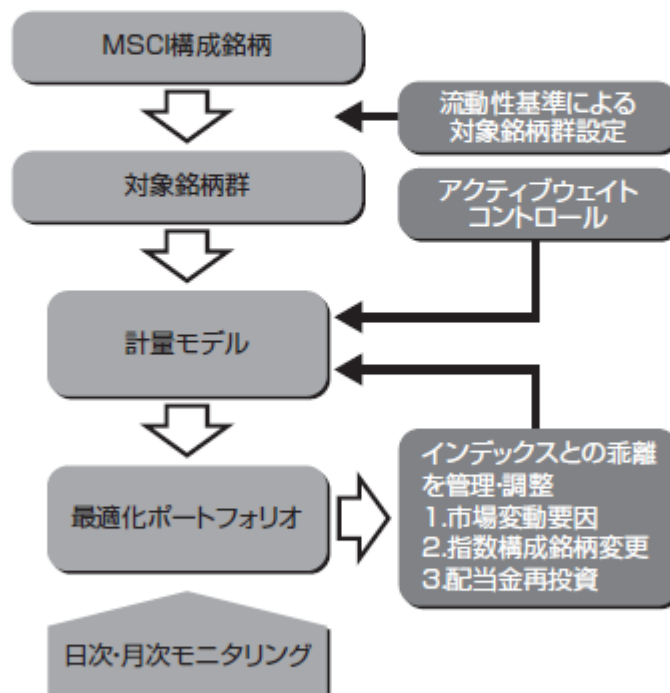 MSCI構成銘柄
流動性基準による
対象銘柄群設定
対象銘柄群
アクティブウェイト
コントロール
計量モデル
最適化ポートフォリオ
インデックスとの乖離
を管理・調整
1.市場変動要因
2.指数構成銘柄変更
3.配当金再投資
日次・月次モニタリング